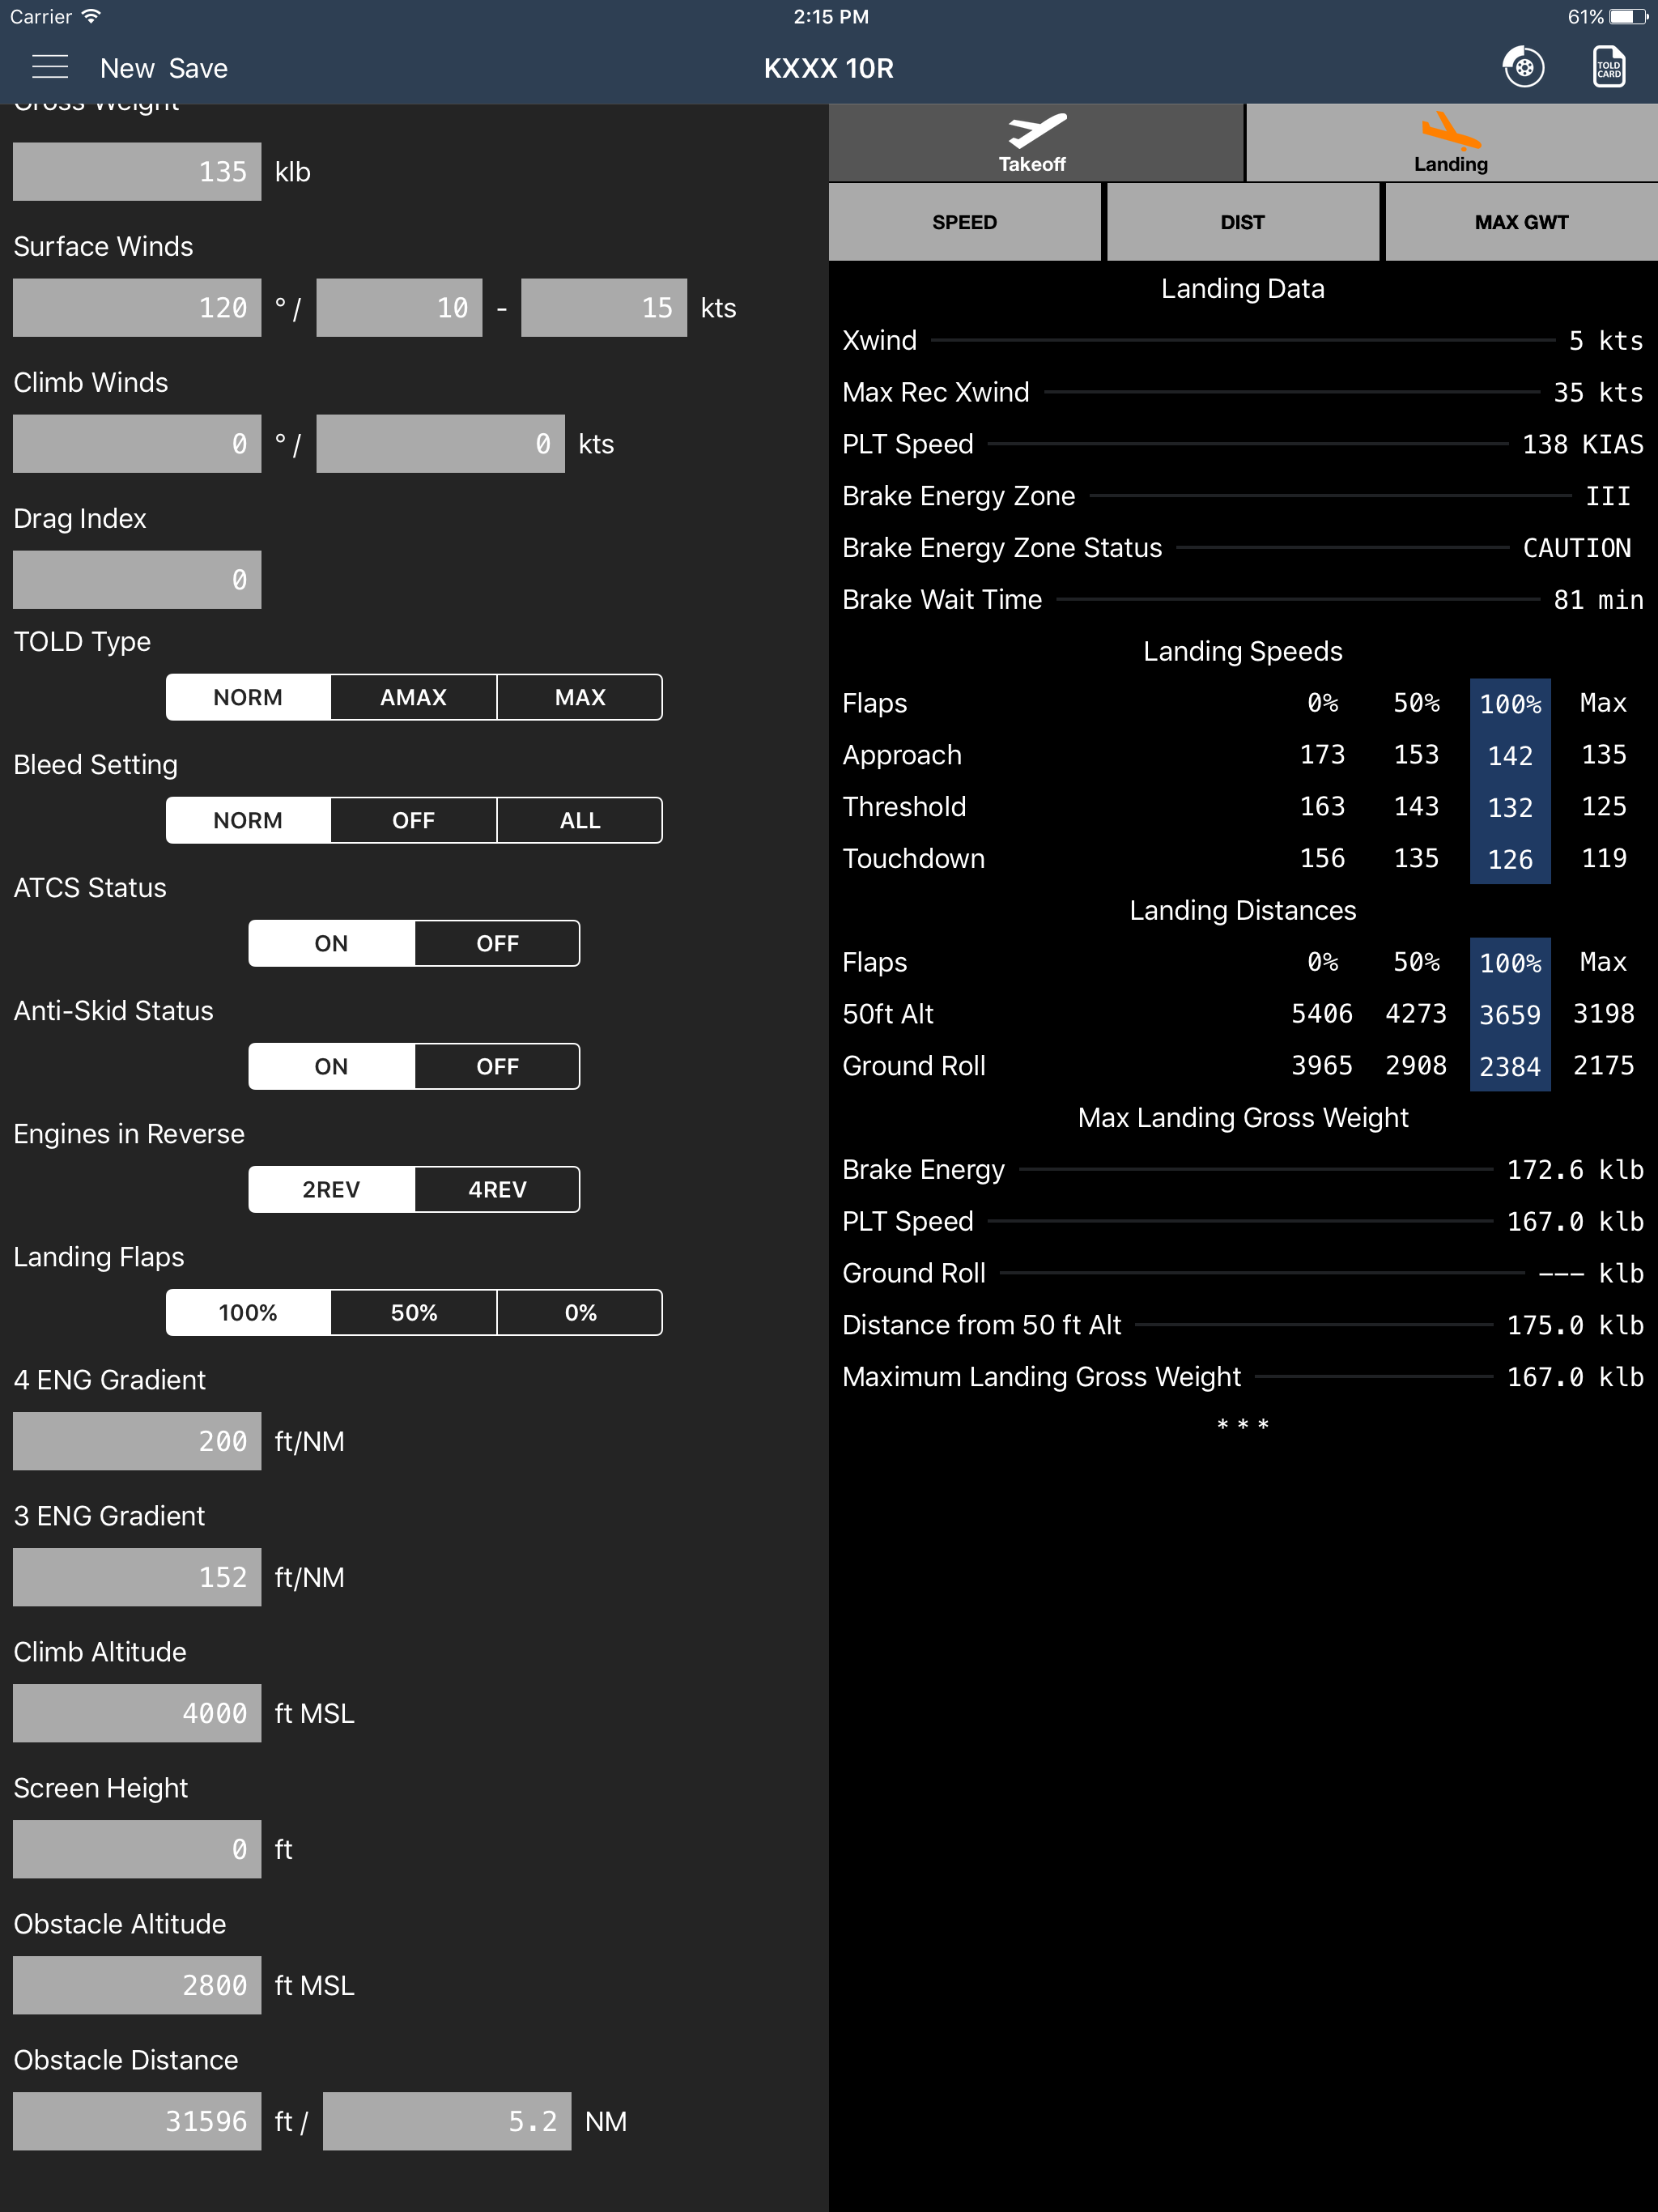 Carrier 2:15 PM 61%
New Save KXXX 10R TOLD CARD
Gross Weight
135 klb
Surface Winds
120 ° / 10 - 15 kts
Climb Winds
0 ° / 0 kts
Drag Index
0
TOLD Type
NORM AMAX MAX
Bleed Setting
NORM OFF ALL
ATCS Status
ON OFF
Anti-Skid Status
ON OFF
Engines in Reverse
2REV 4REV
Landing Flaps
100% 50% 0%
4 ENG Gradient
200 ft/NM
3 ENG Gradient
152 ft/NM
Climb Altitude
4000 ft MSL
Screen Height
0 ft
Obstacle Altitude
2800 ft MSL
Obstacle Distance
31596 ft / 5.2 NM
Takeoff Landing
SPEED DIST MAX GWT
Landing Data
Xwind 5 kts
Max Rec Xwind 35 kts
PLT Speed 138 KIAS
Brake Energy Zone III
Brake Energy Zone Status CAUTION
Brake Wait Time 81 min
Landing Speeds
Flaps 0% 50% 100% Max
Approach 173 153 142 135
Threshold 163 143 132 125
Touchdown 156 135 126 119
Landing Distances
Flaps 0% 50% 100% Max
50ft Alt 5406 4273 3659 3198
Ground Roll 3965 2908 2384 2175
Max Landing Gross Weight
Brake Energy 172.6 klb
PLT Speed 167.0 klb
Ground Roll --- klb
Distance from 50 ft Alt 175.0 klb
Maximum Landing Gross Weight 167.0 klb
* * *